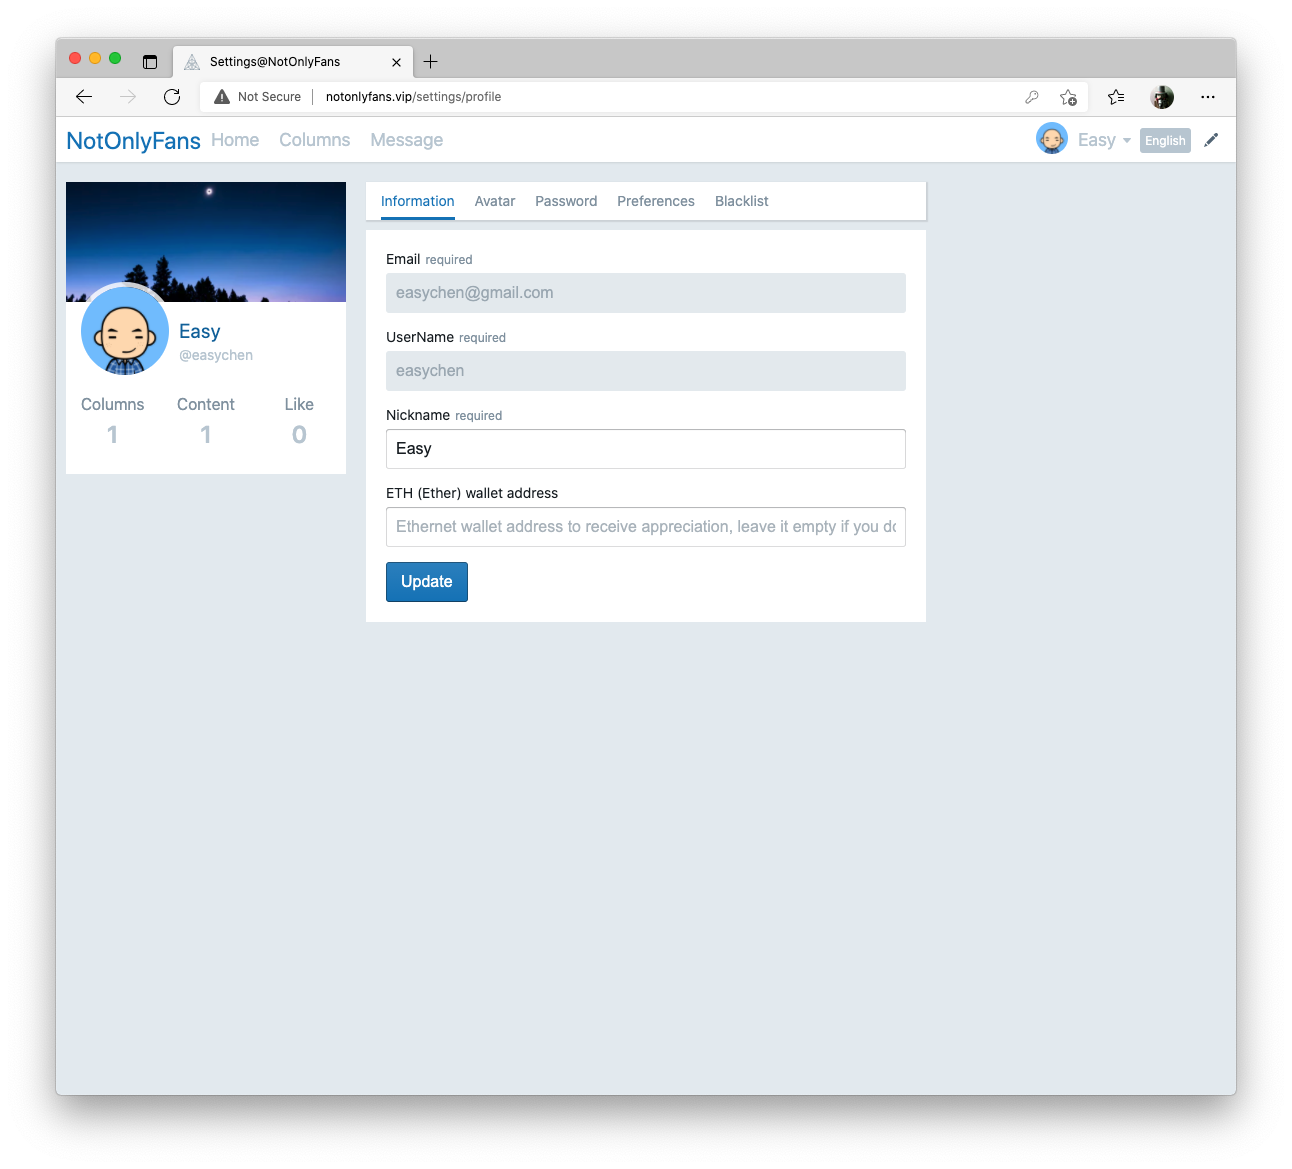 Settings@NotOnlyFans
Not Secure notonlyfans.vip/settings/profile
NotOnlyFans Home Columns Message Easy English
Information Avatar Password Preferences Blacklist
Easy
@easychen
Columns Content Like
1 1 0
Email required
easychen@gmail.com
UserName required
easychen
Nickname required
Easy
ETH (Ether) wallet address
Ethernet wallet address to receive appreciation, leave it empty if you
Update